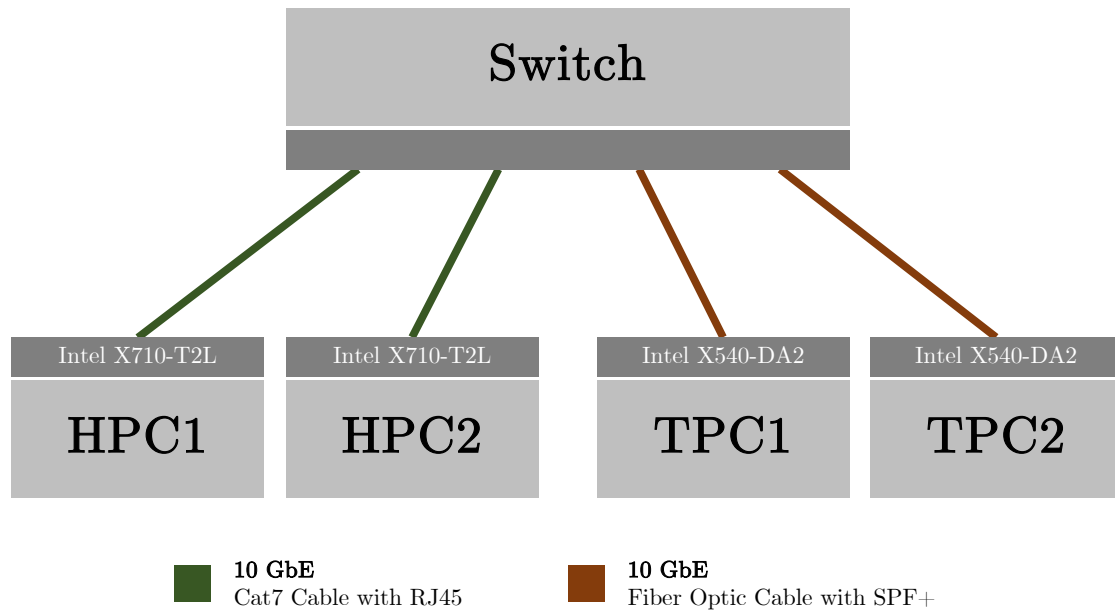 Switch
Intel X710-T2L
Intel X710-T2L
Intel X540-DA2
Intel X540-DA2
HPC1
HPC2
TPC1
TPC2
10 GbE
Cat7 Cable with RJ45
10 GbE
Fiber Optic Cable with SPF+